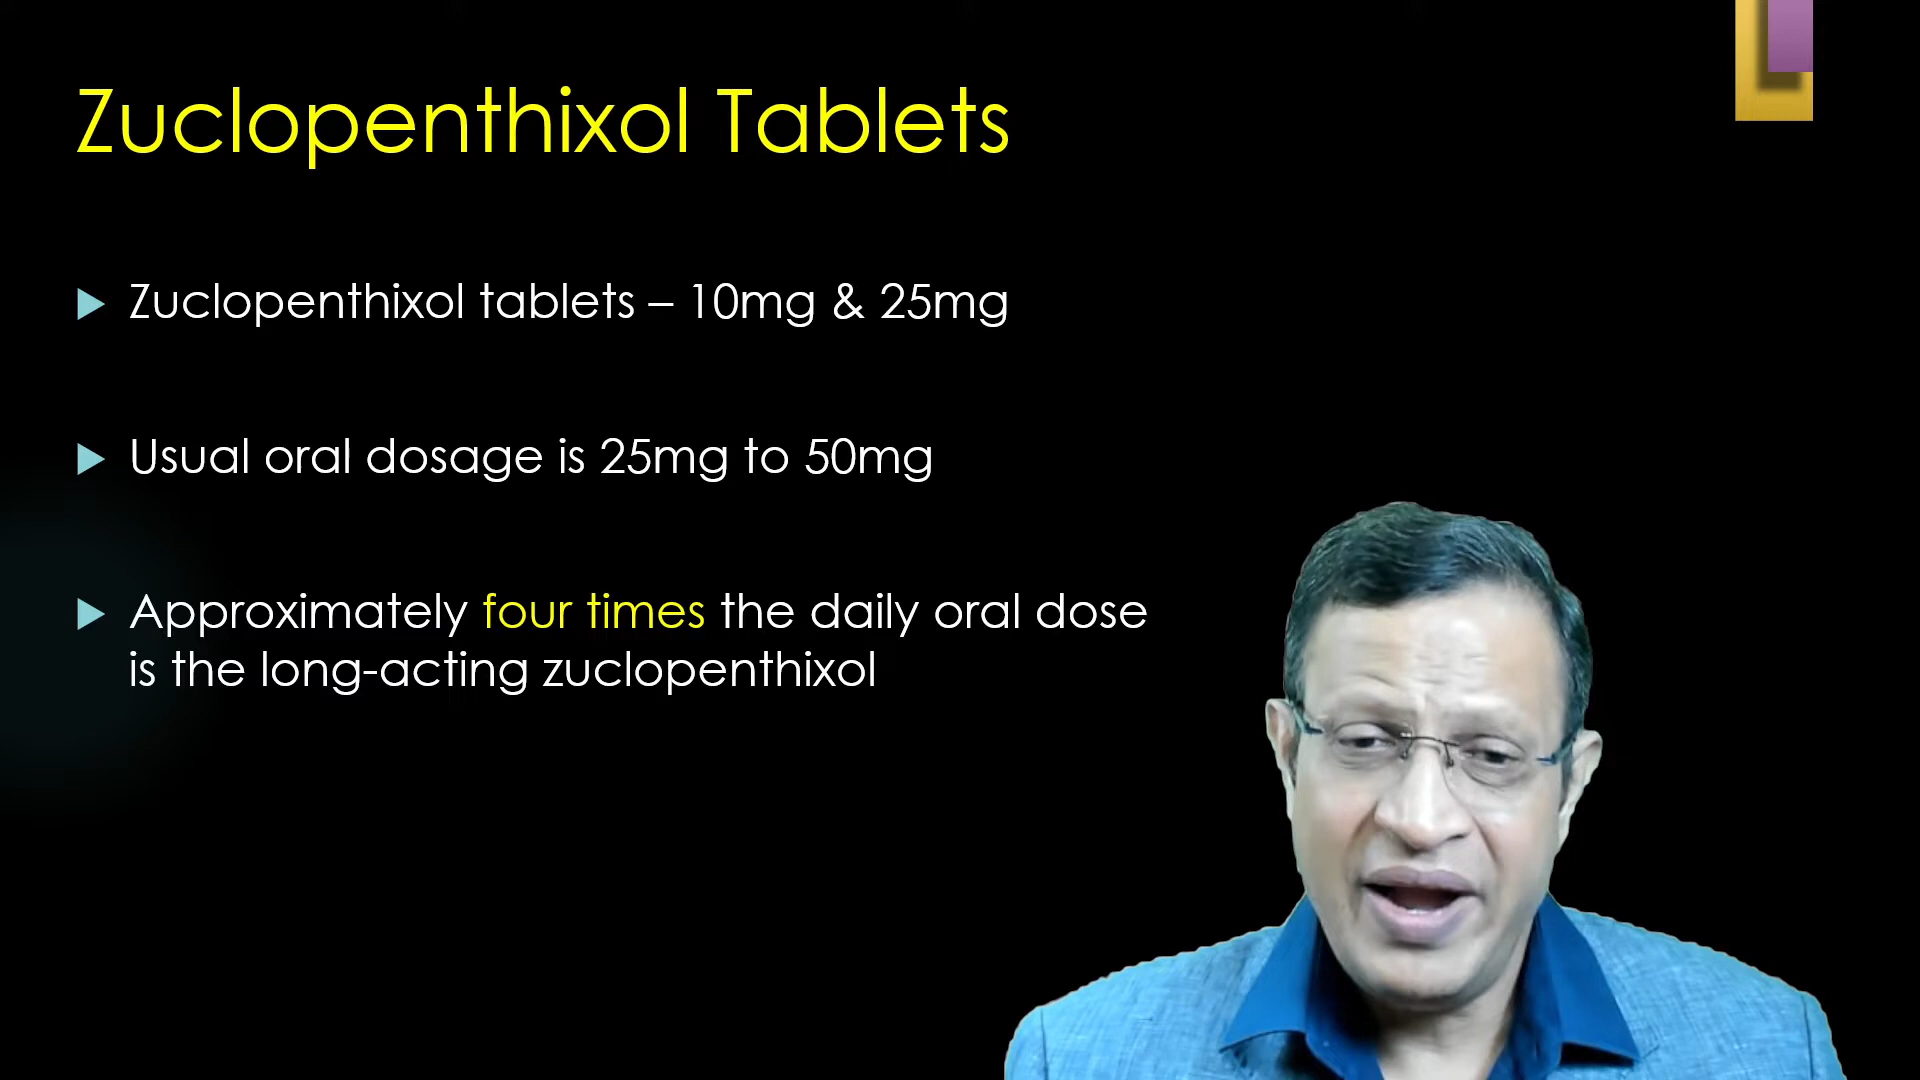 Zuclopenthixol Tablets
Zuclopenthixol tablets – 10mg & 25mg
Usual oral dosage is 25mg to 50mg
Approximately four times the daily oral dose
is the long-acting zuclopenthixol